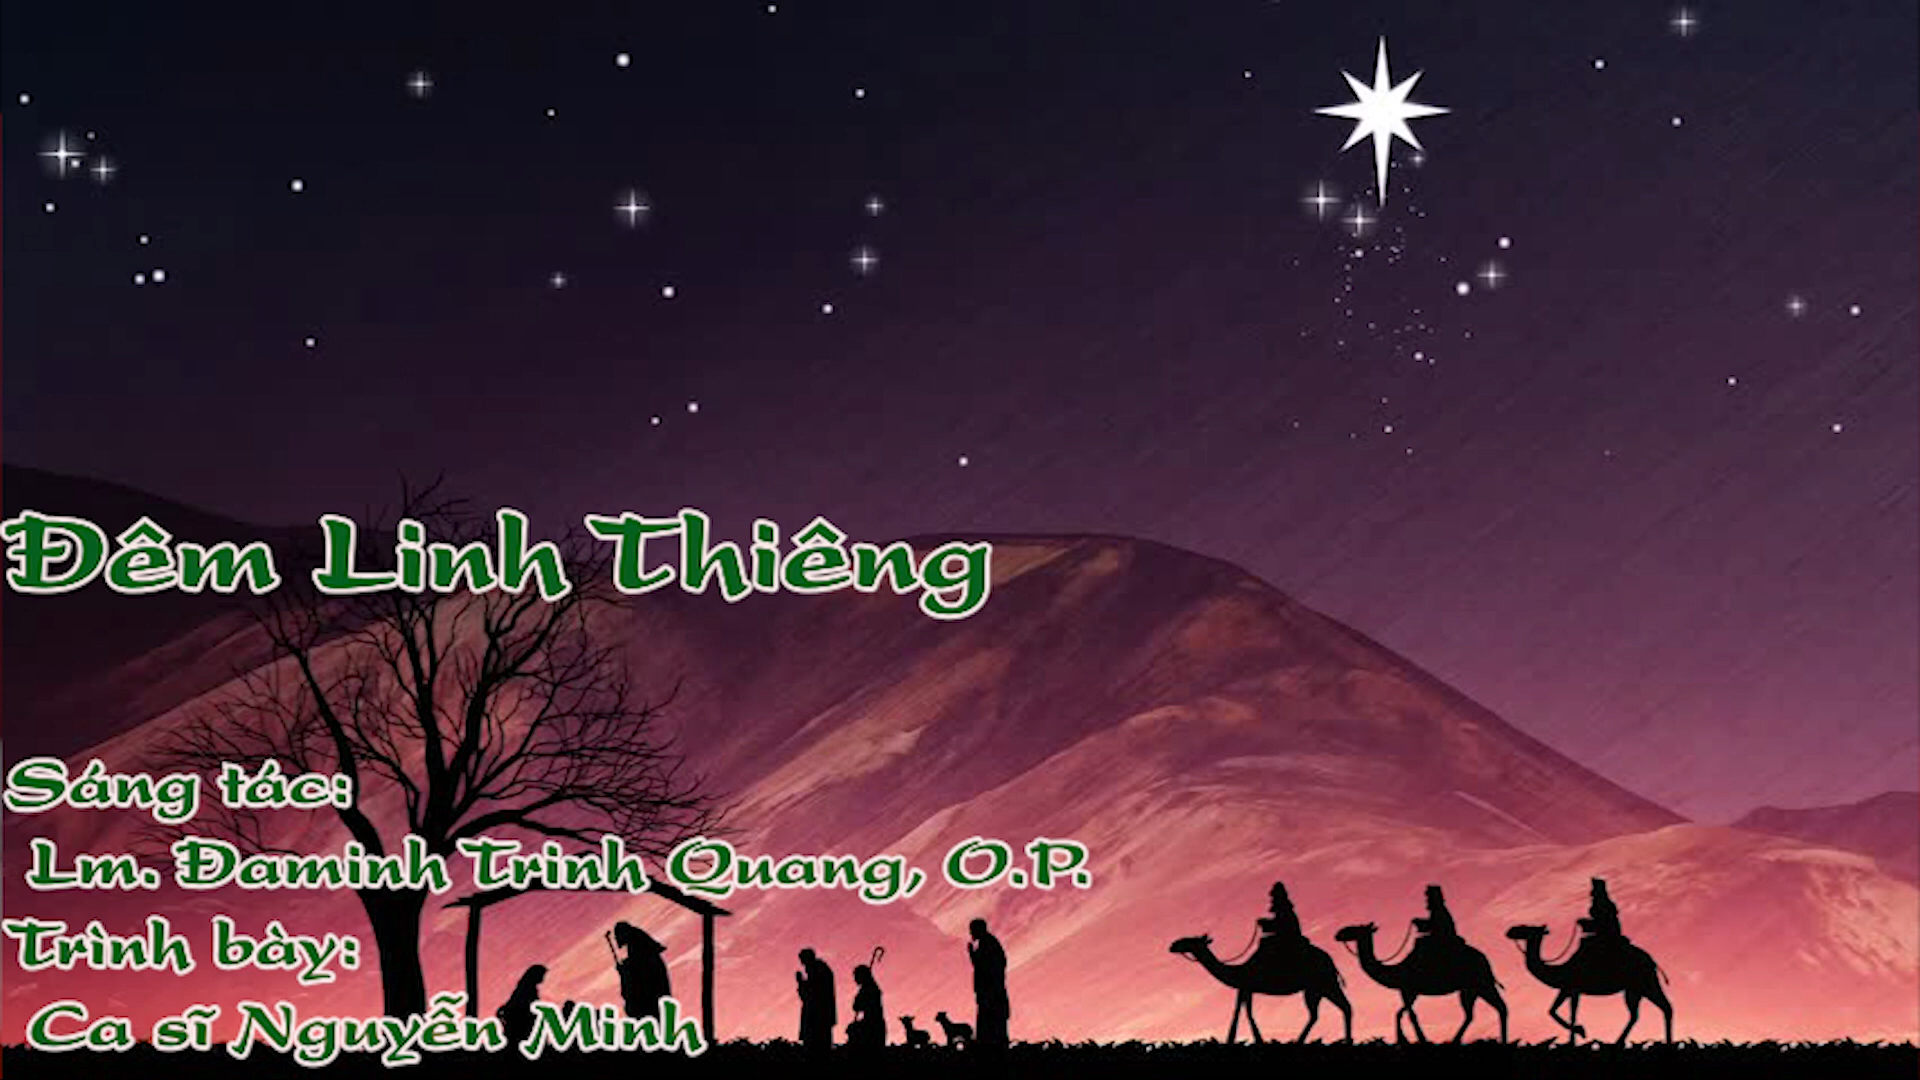 Đêm Linh Thiêng
Sáng tác:
Lm. Đaminh Trinh Quang, O.P.
Trình bày:
Ca sĩ Nguyễn Minh